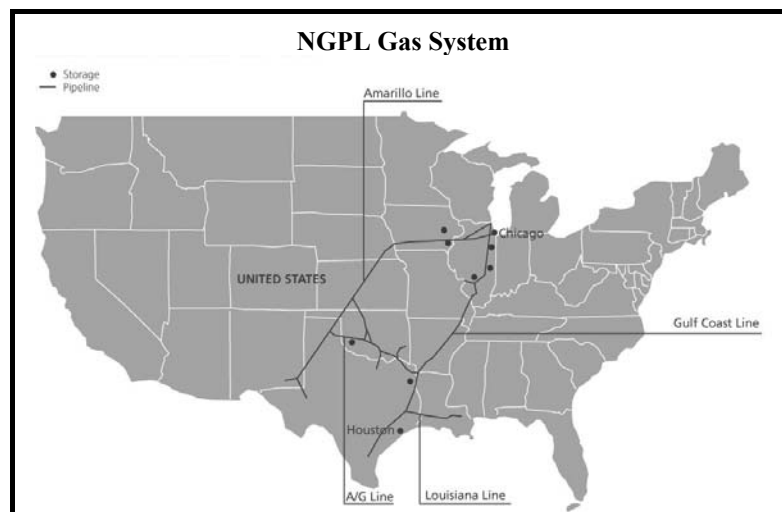 NGPL Gas System
Storage
Pipeline
Amarillo Line
Chicago
UNITED STATES
Gulf Coast Line
Houston
A/G Line
Louisiana Line